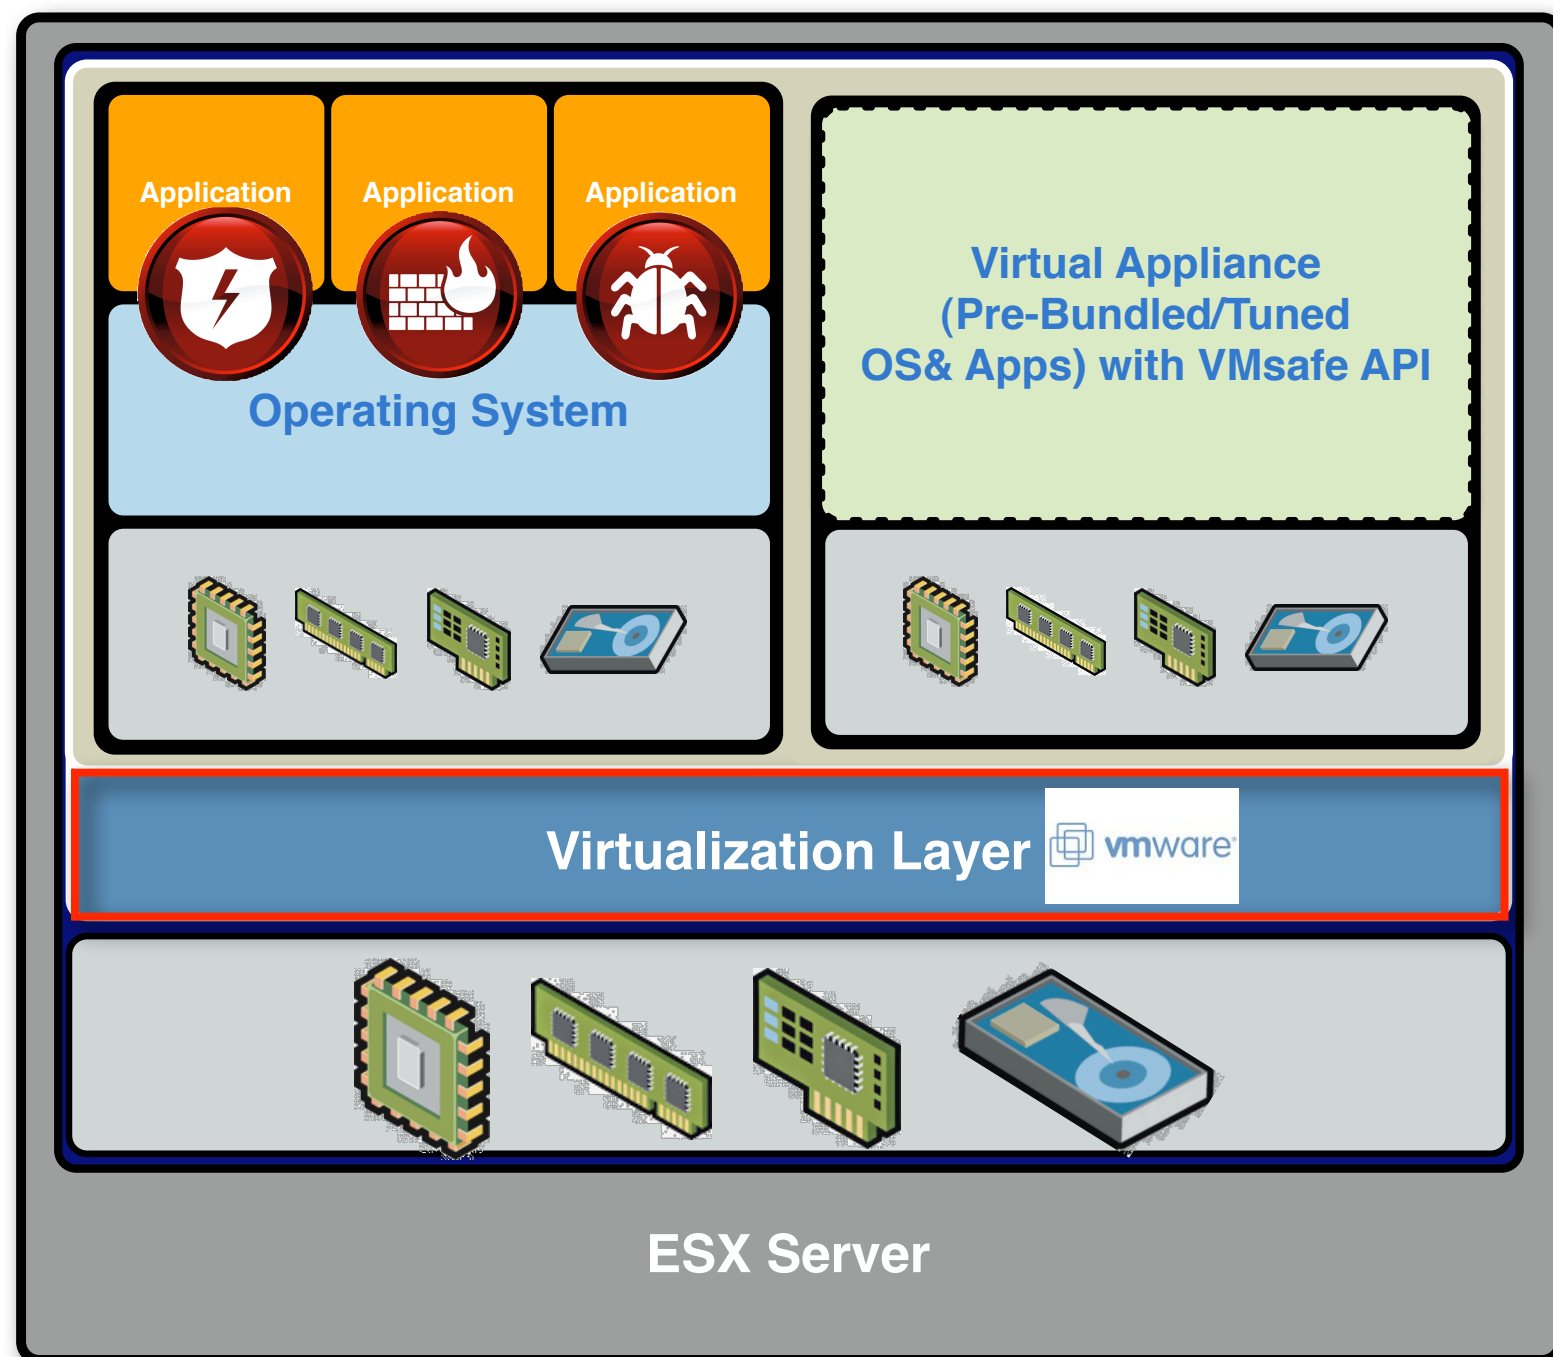 Application
Application
Application
Operating System
Virtual Appliance
(Pre-Bundled/Tuned
OS& Apps) with VMsafe API
Virtualization Layer
vmware
ESX Server